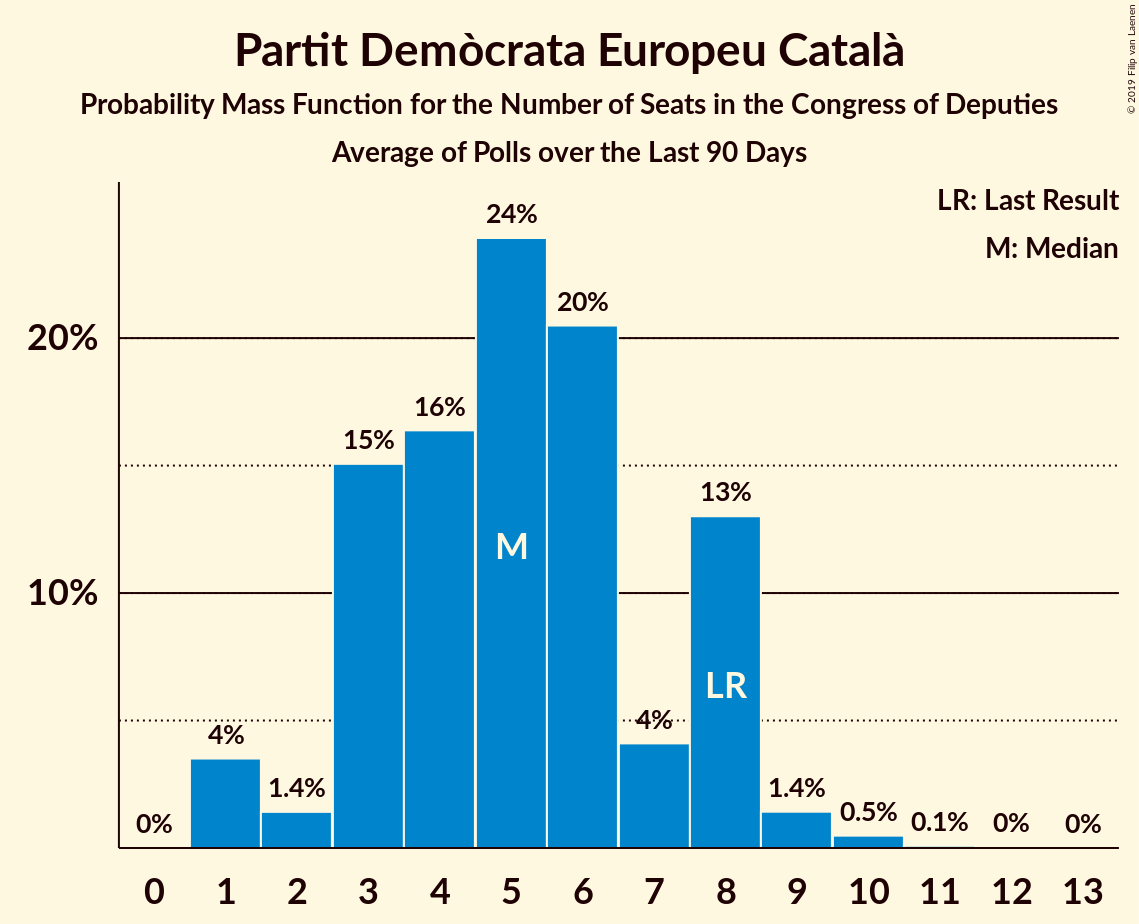 Partit Demòcrata Europeu Català
Probability Mass Function for the Number of Seats in the Congress of Deputies
Average of Polls over the Last 90 Days
© 2019 Filip van Laenen
LR: Last Result
M: Median
20%
10%
0%
4%
1.4%
15%
16%
24%
20%
4%
13%
1.4%
0.5%
0.1%
0%
0%
M
LR
0 1 2 3 4 5 6 7 8 9 10 11 12 13